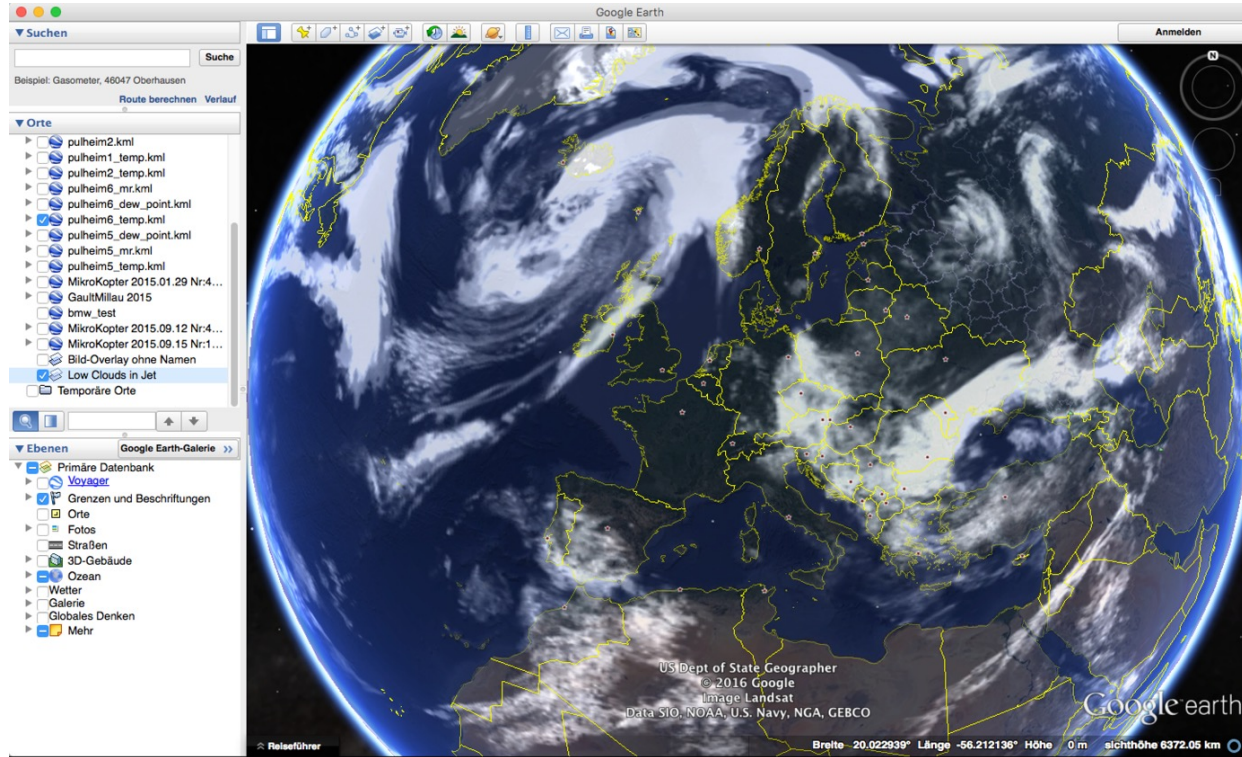 Google Earth
Suchen
Suche
Beispiel: Gasometer, 46047 Oberhausen
Route berechnen Verlauf
Orte
pulheim2.kml
pulheim1_temp.kml
pulheim2_temp.kml
pulheim6_mr.kml
pulheim6_dew_point.kml
pulheim6_temp.kml
pulheim5_dew_point.kml
pulheim5_mr.kml
pulheim5_temp.kml
MikroKopter 2015.01.29 Nr:4...
GaultMillau 2015
bmw_test
MikroKopter 2015.09.12 Nr:4...
MikroKopter 2015.09.15 Nr:1...
Bild-Overlay ohne Namen
Low Clouds in Jet
Temporäre Orte
Ebenen
Google Earth-Galerie >>
Primäre Datenbank
Voyager
Grenzen und Beschriftungen
Orte
Fotos
Straßen
3D-Gebäude
Ozean
Wetter
Galerie
Globales Denken
Mehr
Anmelden
N
US Dept of State Geographer
© 2016 Google
Image Landsat
Data SIO, NOAA, U.S. Navy, NGA, GEBCO
Google earth
Reiseführer
Breite 20.022939° Länge -56.212136° Höhe 0 m sichthöhe 6372.05 km